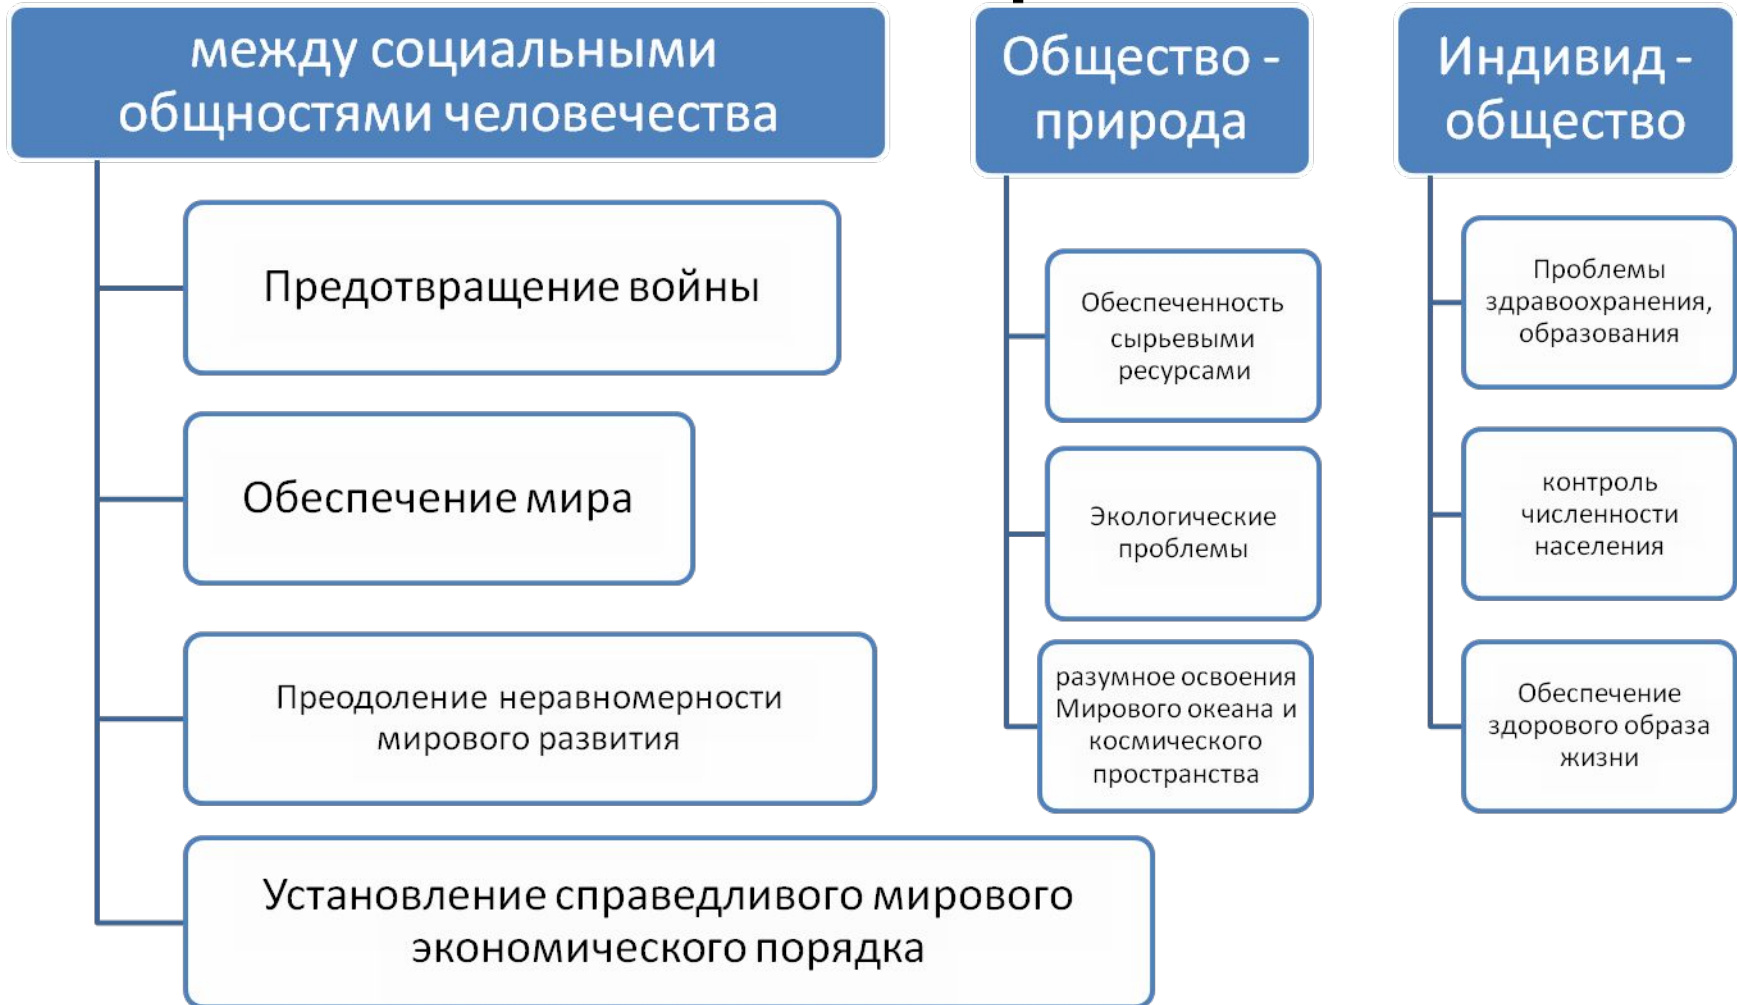 между социальными
общностями человечества
Предотвращение войны
Обеспечение мира
Преодоление неравномерности
мирового развития
Установление справедливого мирового
экономического порядка
Общество -
природа
Обеспеченность
сырьевыми
ресурсами
Экологические
проблемы
разумное освоения
Мирового океана и
космического
пространства
Индивид -
общество
Проблемы
здравоохранения,
образования
контроль
численности
населения
Обеспечение
здорового образа
жизни